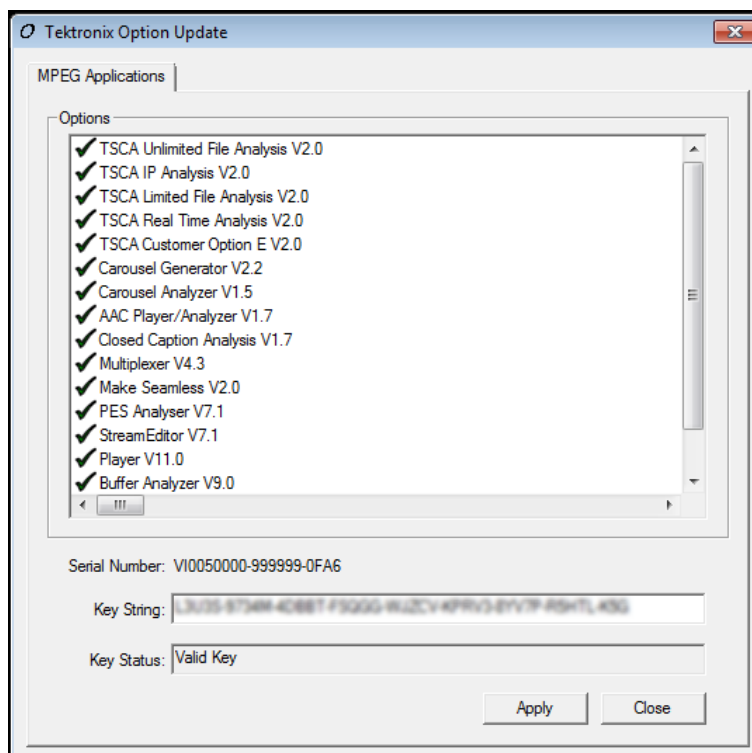 Tektronix Option Update
MPEG Applications
Options
TSCA Unlimited File Analysis V2.0
TSCA IP Analysis V2.0
TSCA Limited File Analysis V2.0
TSCA Real Time Analysis V2.0
TSCA Customer Option E V2.0
Carousel Generator V2.2
Carousel Analyzer V1.5
AAC Player/Analyzer V1.7
Closed Caption Analysis V1.7
Multiplexer V4.3
Make Seamless V2.0
PES Analyser V7.1
StreamEditor V7.1
Player V11.0
Buffer Analyzer V9.0
Serial Number: VI0050000-999999-0FA6
Key String:
Key Status: Valid Key
Apply Close